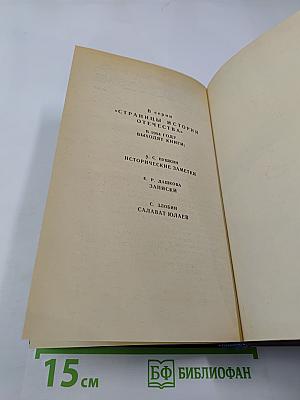 В серии
«СТРАНИЦЫ ИСТОРИИ
ОТЕЧЕСТВА»
В 1984 ГОДУ
ВЫХОДЯТ КНИГИ:
А. С. ПУШКИН
ИСТОРИЧЕСКИЕ ЗАМЕТКИ
Е. Р. ДАШКОВА
ЗАПИСКИ
С. ЗЛОБИН
САЛАВАТ ЮЛАЕВ
15 см
БФ БИБЛИОФАН